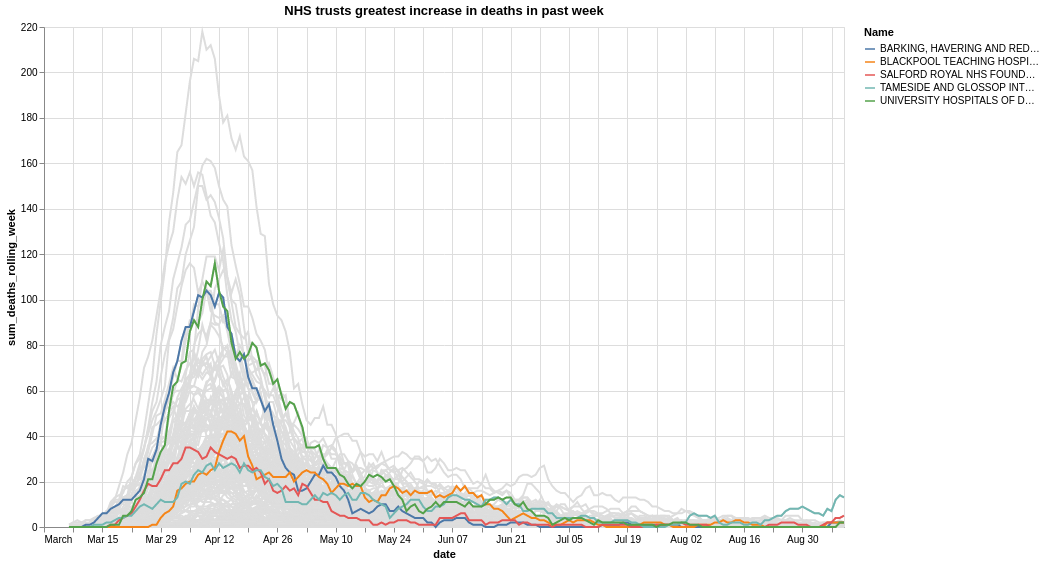 NHS trusts greatest increase in deaths in past week
Name
BARKING, HAVERING AND RED…
BLACKPOOL TEACHING HOSPI…
SALFORD ROYAL NHS FOUND…
TAMESIDE AND GLOSSOP INT…
UNIVERSITY HOSPITALS OF D…
sum_deaths_rolling_week
220
200
180
160
140
120
100
80
60
40
20
0
March Mar 15 Mar 29 Apr 12 Apr 26 May 10 May 24 Jun 07 Jun 21 Jul 05 Jul 19 Aug 02 Aug 16 Aug 30
date